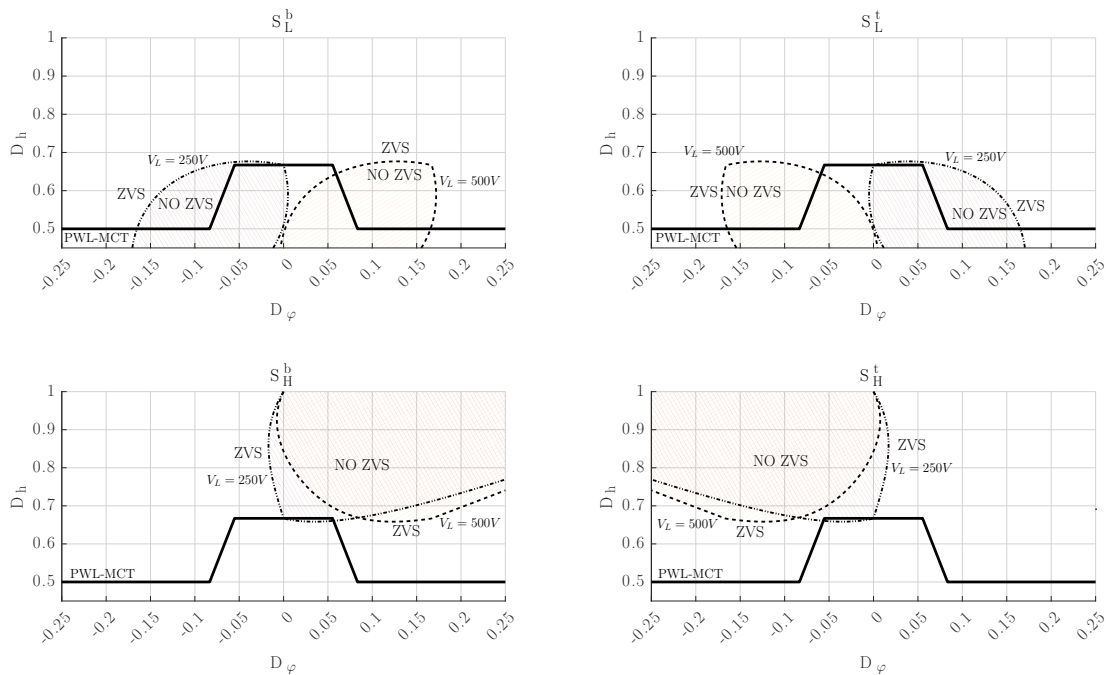 S_L^b
1
0.9
0.8
0.7
0.6
0.5
D_h
V_L = 250V
ZVS
NO ZVS
ZVS
NO ZVS
V_L = 500V
PWL-MCT
-0.25 -0.2 -0.15 -0.1 -0.05 0 0.05 0.1 0.15 0.2 0.25
D_φ
S_L^t
1
0.9
0.8
0.7
0.6
0.5
D_h
V_L = 500V
ZVS NO ZVS
V_L = 250V
NO ZVS
ZVS
PWL-MCT
-0.25 -0.2 -0.15 -0.1 -0.05 0 0.05 0.1 0.15 0.2 0.25
D_φ
S_H^b
1
0.9
0.8
0.7
0.6
0.5
D_h
ZVS
V_L = 250V
NO ZVS
V_L = 500V
ZVS
PWL-MCT
-0.25 -0.2 -0.15 -0.1 -0.05 0 0.05 0.1 0.15 0.2 0.25
D_φ
S_H^t
1
0.9
0.8
0.7
0.6
0.5
D_h
ZVS
NO ZVS
V_L = 250V
V_L = 500V
ZVS
PWL-MCT
-0.25 -0.2 -0.15 -0.1 -0.05 0 0.05 0.1 0.15 0.2 0.25
D_φ